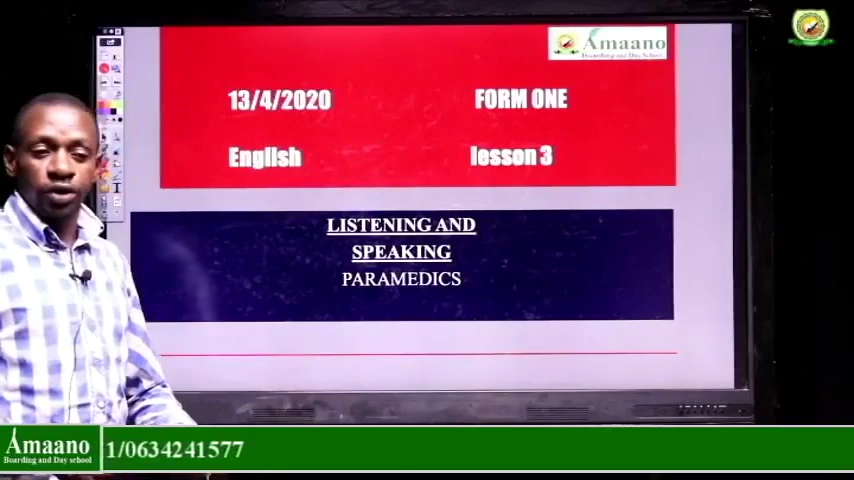 Amaano
Boarding and Day School
13/4/2020 FORM ONE
English lesson 3
LISTENING AND
SPEAKING
PARAMEDICS
Amaano
Boarding and Day school
1/0634241577